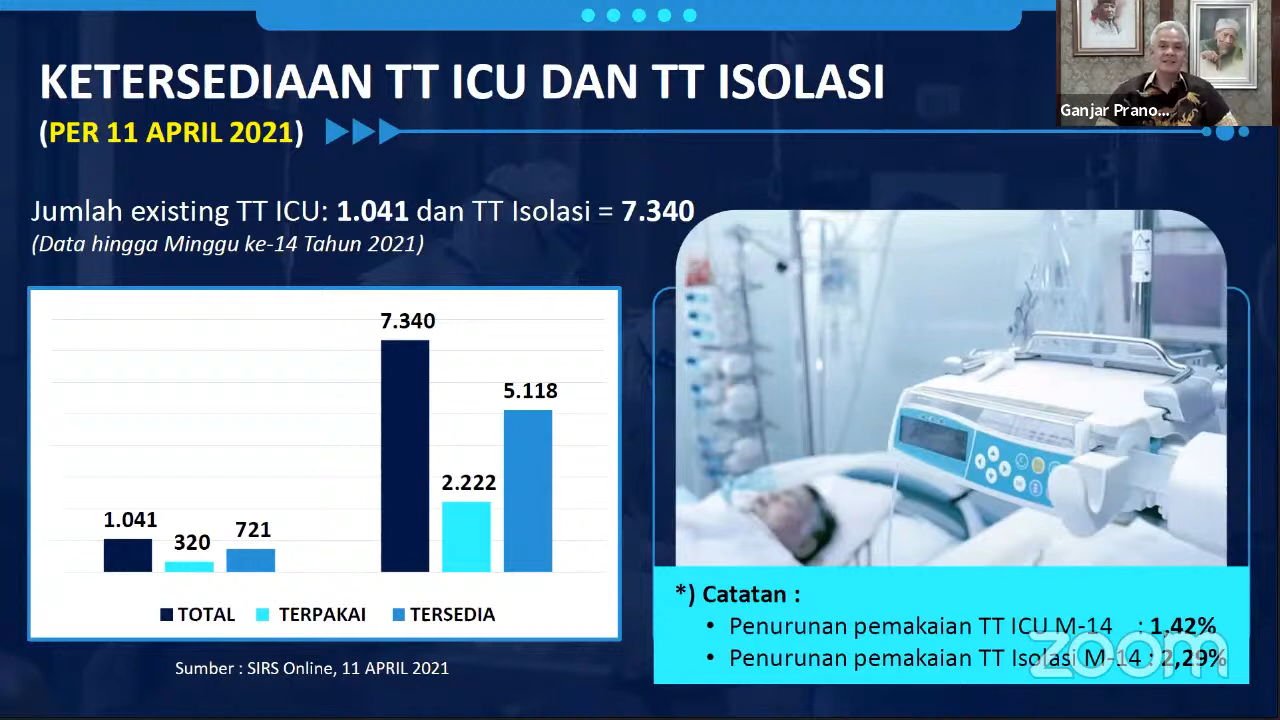 KETERSEDIAAN TT ICU DAN TT ISOLASI
(PER 11 APRIL 2021)
Ganjar Prano...
Jumlah existing TT ICU: 1.041 dan TT Isolasi = 7.340
(Data hingga Minggu ke-14 Tahun 2021)
7.340
5.118
2.222
1.041
320
721
TOTAL TERPAKAI TERSEDIA
Sumber : SIRS Online, 11 APRIL 2021
*) Catatan :
• Penurunan pemakaian TT ICU M-14 : 1,42%
• Penurunan pemakaian TT Isolasi M-14 : 2,29%
zoom